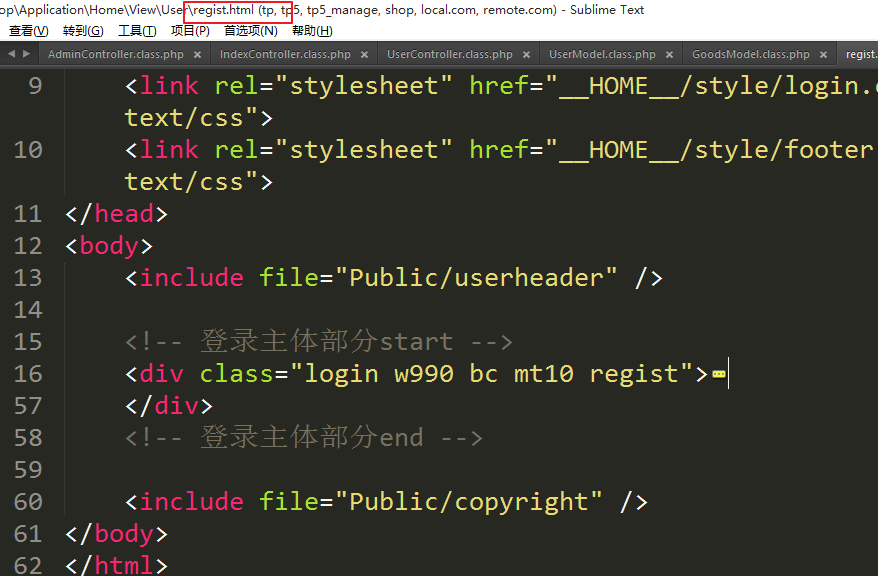 op\Application\Home\View\User\regist.html (tp, tp5, tp5_manage, shop, local.com, remote.com) - Sublime Text
查看(V) 转到(G) 工具(T) 项目(P) 首选项(N) 帮助(H)
AdminController.class.php × IndexController.class.php × UserController.class.php × UserModel.class.php × GoodsModel.class.php × regist.
9 <link rel="stylesheet" href="__HOME__/style/login.c
text/css">
10 <link rel="stylesheet" href="__HOME__/style/footer
text/css">
11 </head>
12 <body>
13 <include file="Public/userheader" />
14
15 <!-- 登录主体部分start -->
16 <div class="login w990 bc mt10 regist">
57 </div>
58 <!-- 登录主体部分end -->
59
60 <include file="Public/copyright" />
61 </body>
62 </html>